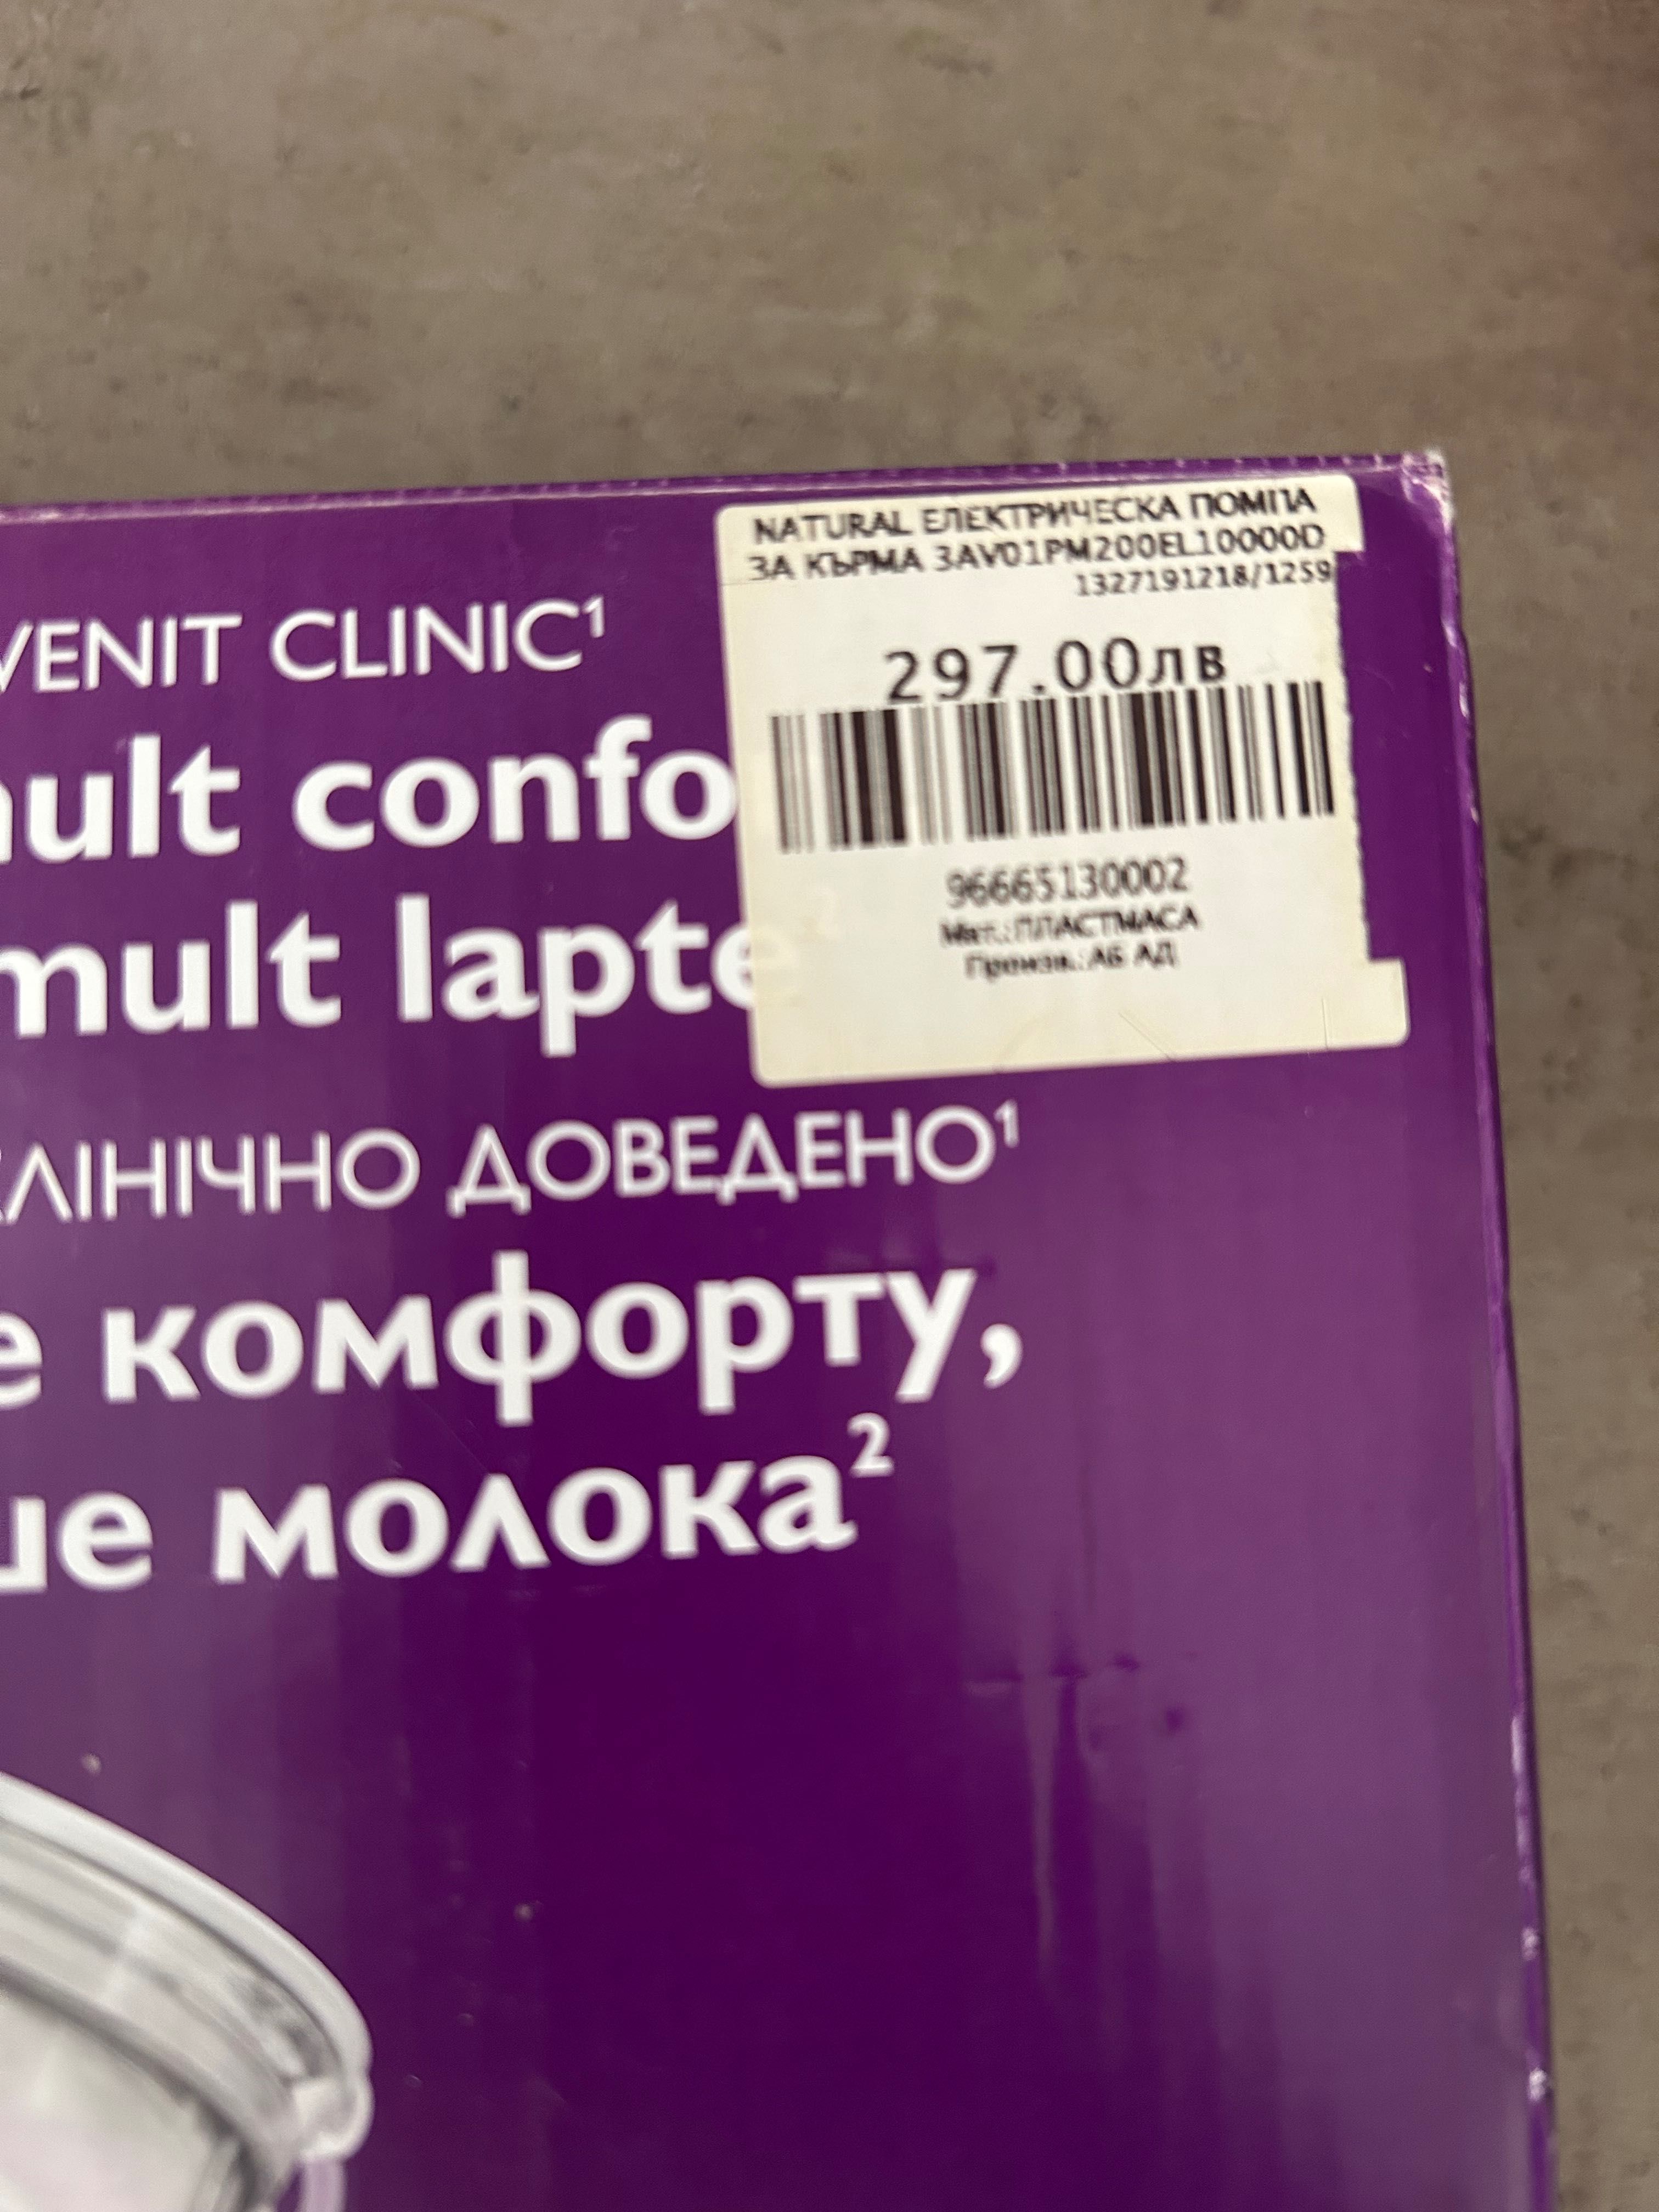 NATURAL ЕЛЕКТРИЧЕСКА ПОМПА
ЗА КЪРМА 3AV01PM200EL10000D
1327191218/1259
297.00лв
96665130002
Мат.:ПЛАСТМАСА
Произв.:АБ АД
VENIT CLINIC¹
mult confo
mult lapte²
ЛІНІЧНО ДОВЕДЕНО¹
е комфорту,
ше молока²